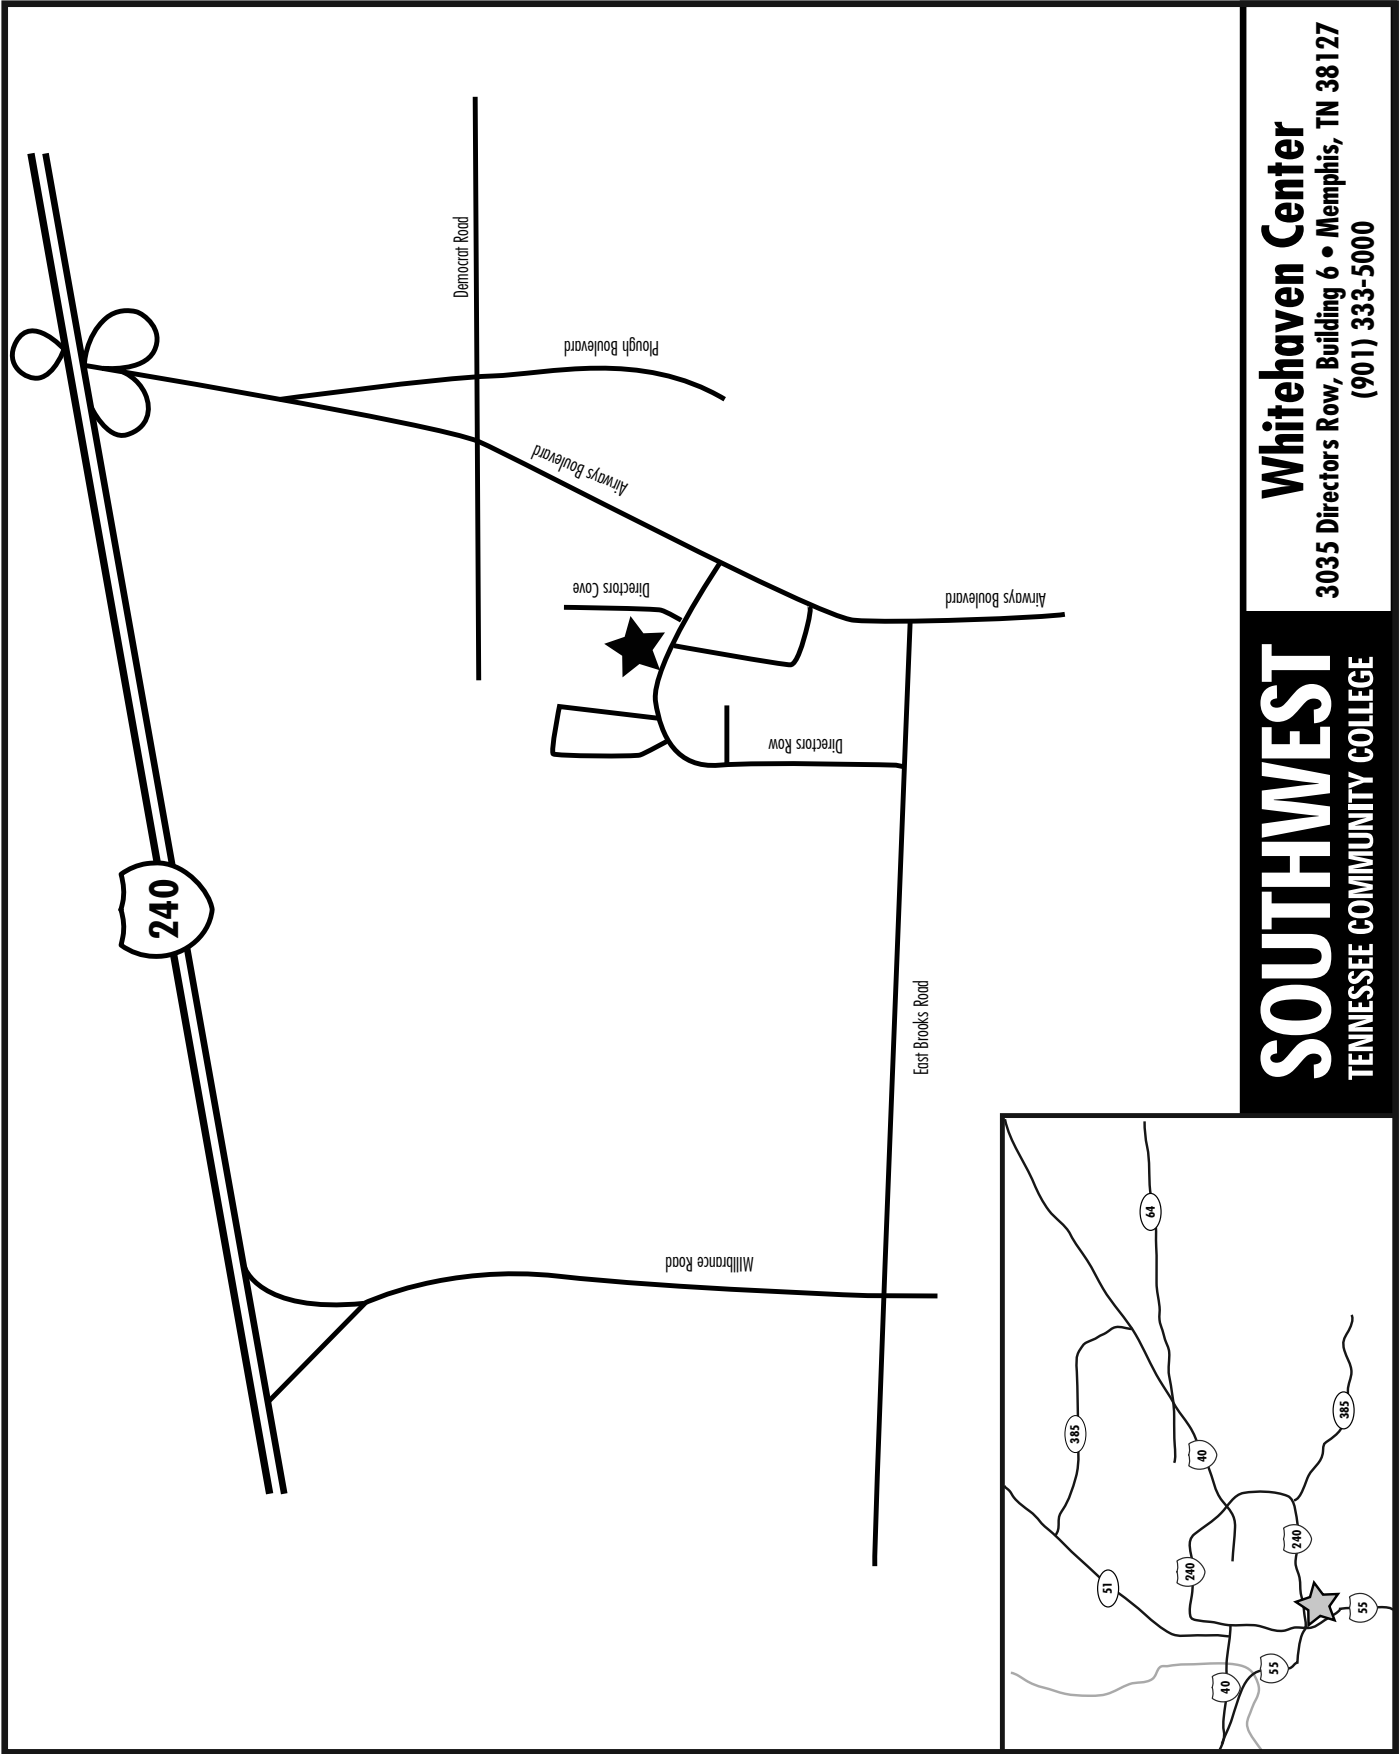 240
Democrat Road
Plough Boulevard
Airways Boulevard
Directors Cove
Airways Boulevard
Directors Row
East Brooks Road
Millbrance Road
64
385
40
385
51
240
240
55
55
40
SOUTHWEST
TENNESSEE COMMUNITY COLLEGE
Whitehaven Center
3035 Directors Row, Building 6 • Memphis, TN 38127
(901) 333-5000